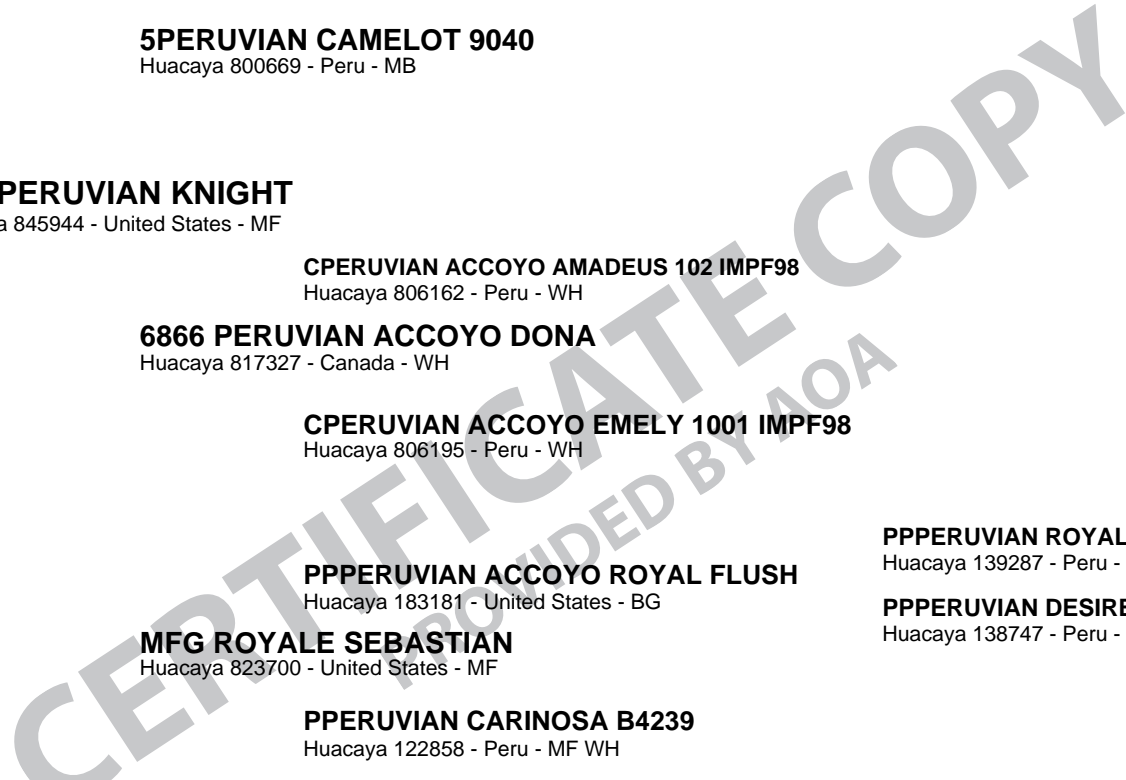 5PERUVIAN CAMELOT 9040
Huacaya 800669 - Peru - MB
PERUVIAN KNIGHT
a 845944 - United States - MF
CPERUVIAN ACCOYO AMADEUS 102 IMPF98
Huacaya 806162 - Peru - WH
6866 PERUVIAN ACCOYO DONA
Huacaya 817327 - Canada - WH
CPERUVIAN ACCOYO EMELY 1001 IMPF98
Huacaya 806195 - Peru - WH
PPPERUVIAN ROYAL
Huacaya 139287 - Peru -
PPPERUVIAN ACCOYO ROYAL FLUSH
Huacaya 183181 - United States - BG
PPPERUVIAN DESIRE
Huacaya 138747 - Peru -
MFG ROYALE SEBASTIAN
Huacaya 823700 - United States - MF
PPERUVIAN CARINOSA B4239
Huacaya 122858 - Peru - MF WH
CERTIFICATE COPY
PROVIDED BY AOA